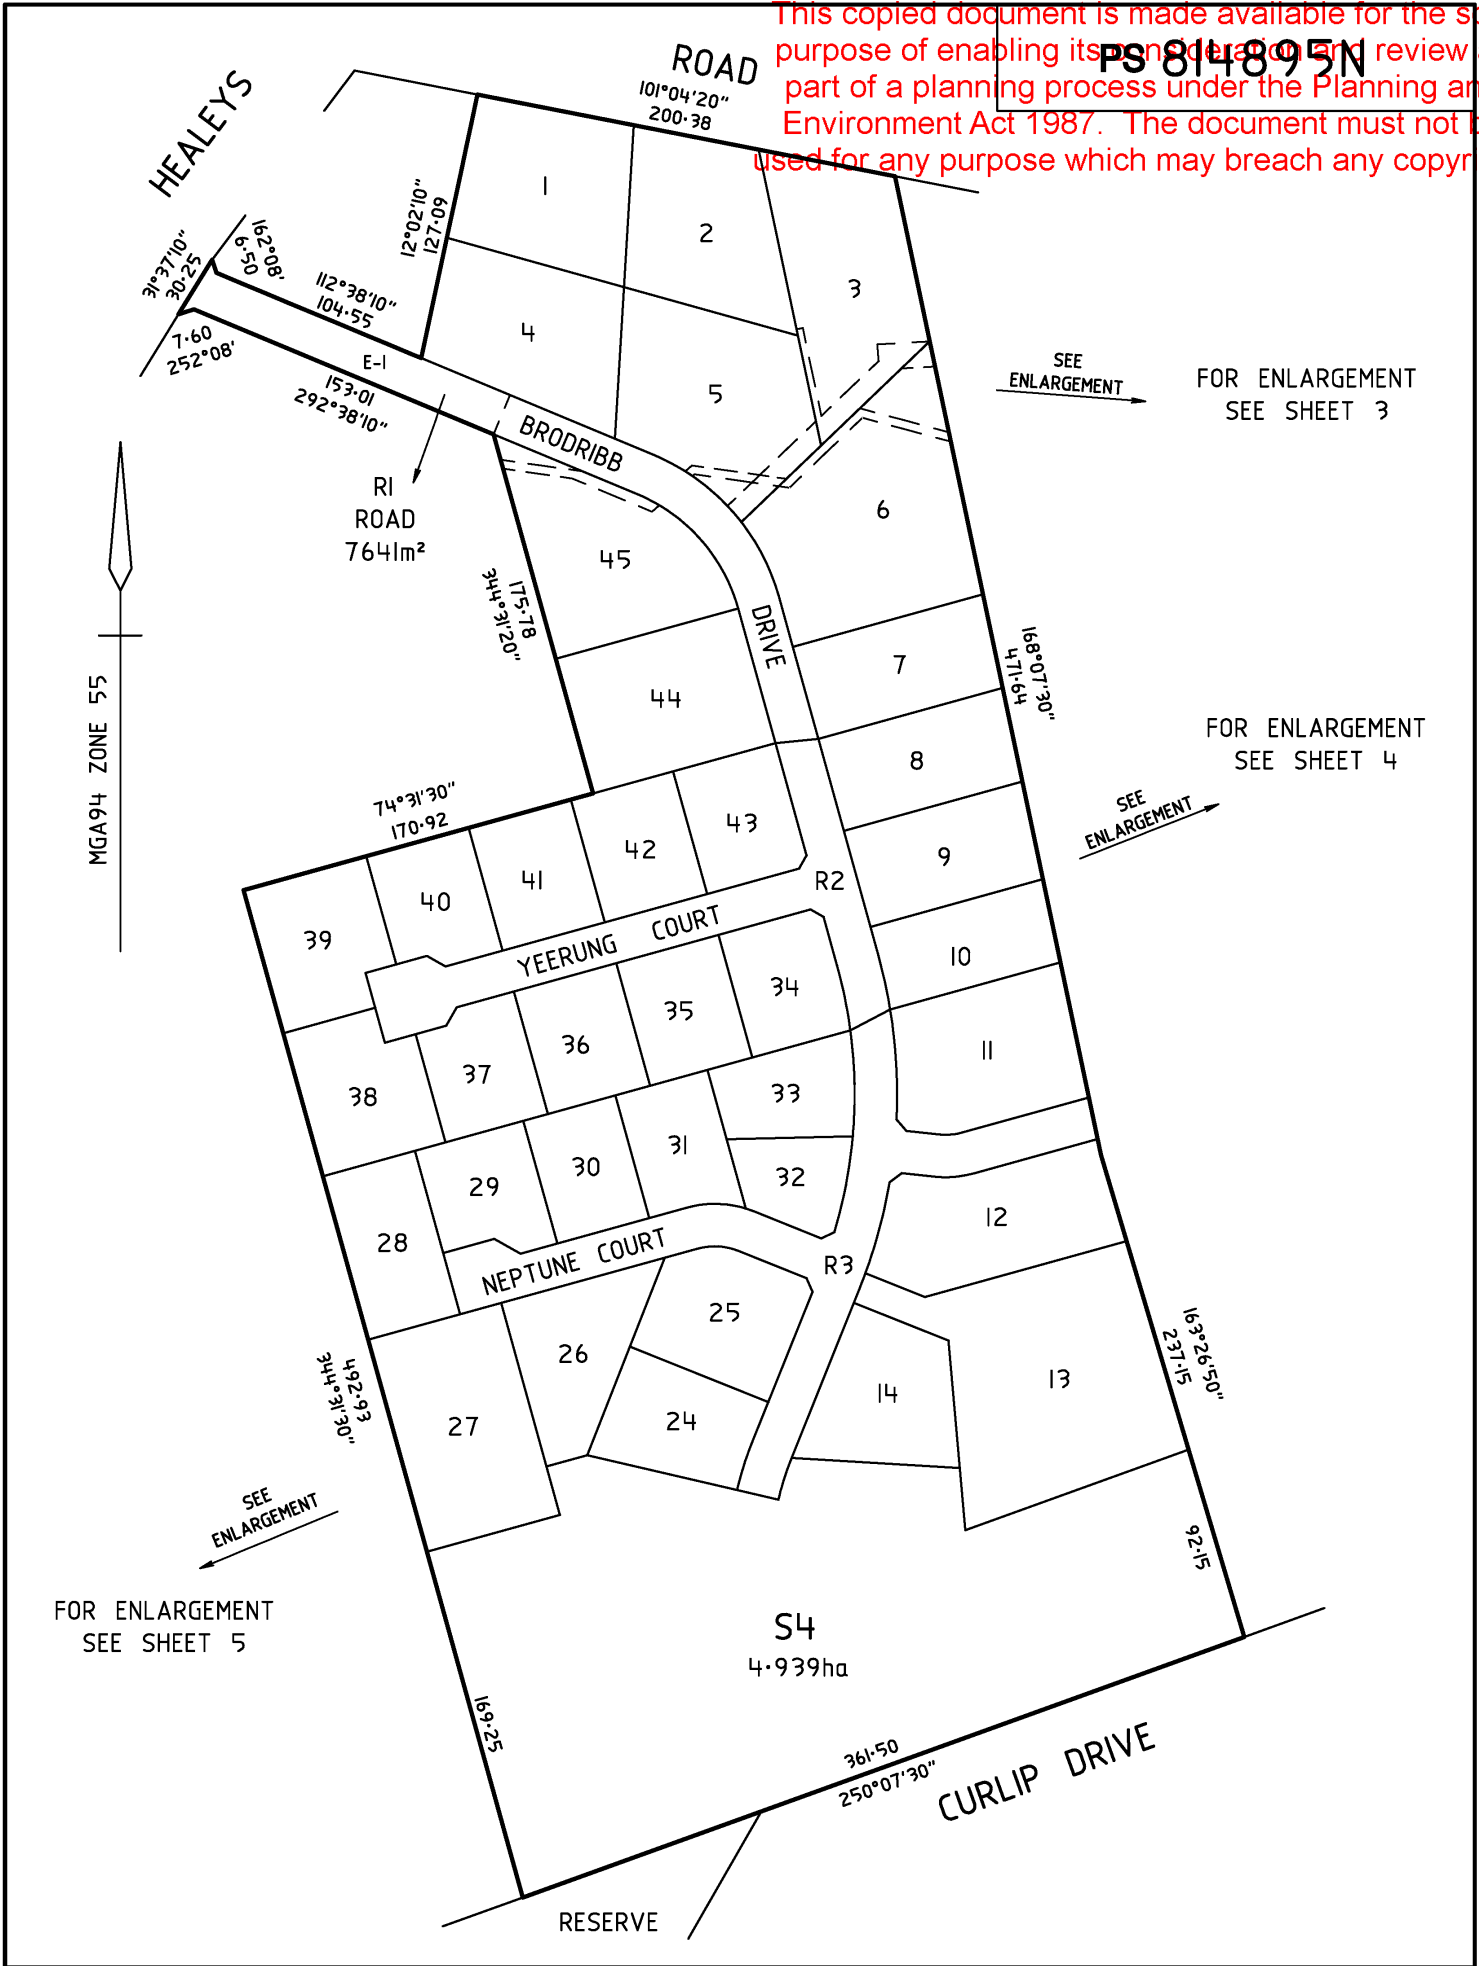 This copied document is made available for the
purpose of enabling its consideration and review
part of a planning process under the Planning
Environment Act 1987. The document must not
used for any purpose which may breach any
PS 814895N
HEALEYS
ROAD
101°04'20"
200·38
12°02'10"
127·09
31°37'10"
30·25
162°08'
6·50
112°38'10"
104·55
7·60
252°08'
E-1
153·01
292°38'10"
R1
ROAD
7641m²
BRODRIBB
DRIVE
1
2
3
4
5
6
7
8
9
10
11
12
13
14
24
25
26
27
28
29
30
31
32
33
34
35
36
37
38
39
40
41
42
43
44
45
SEE
ENLARGEMENT
FOR ENLARGEMENT
SEE SHEET 3
175·78
344°31'20"
168°07'30"
471·64
MGA94 ZONE 55
FOR ENLARGEMENT
SEE SHEET 4
SEE
ENLARGEMENT
74°31'30"
170·92
R2
YEERUNG COURT
NEPTUNE COURT
R3
163°26'50"
237·15
492·93
344°31'30"
SEE
ENLARGEMENT
FOR ENLARGEMENT
SEE SHEET 5
92·15
S4
4·939ha
169·25
361·50
250°07'30"
CURLIP DRIVE
RESERVE